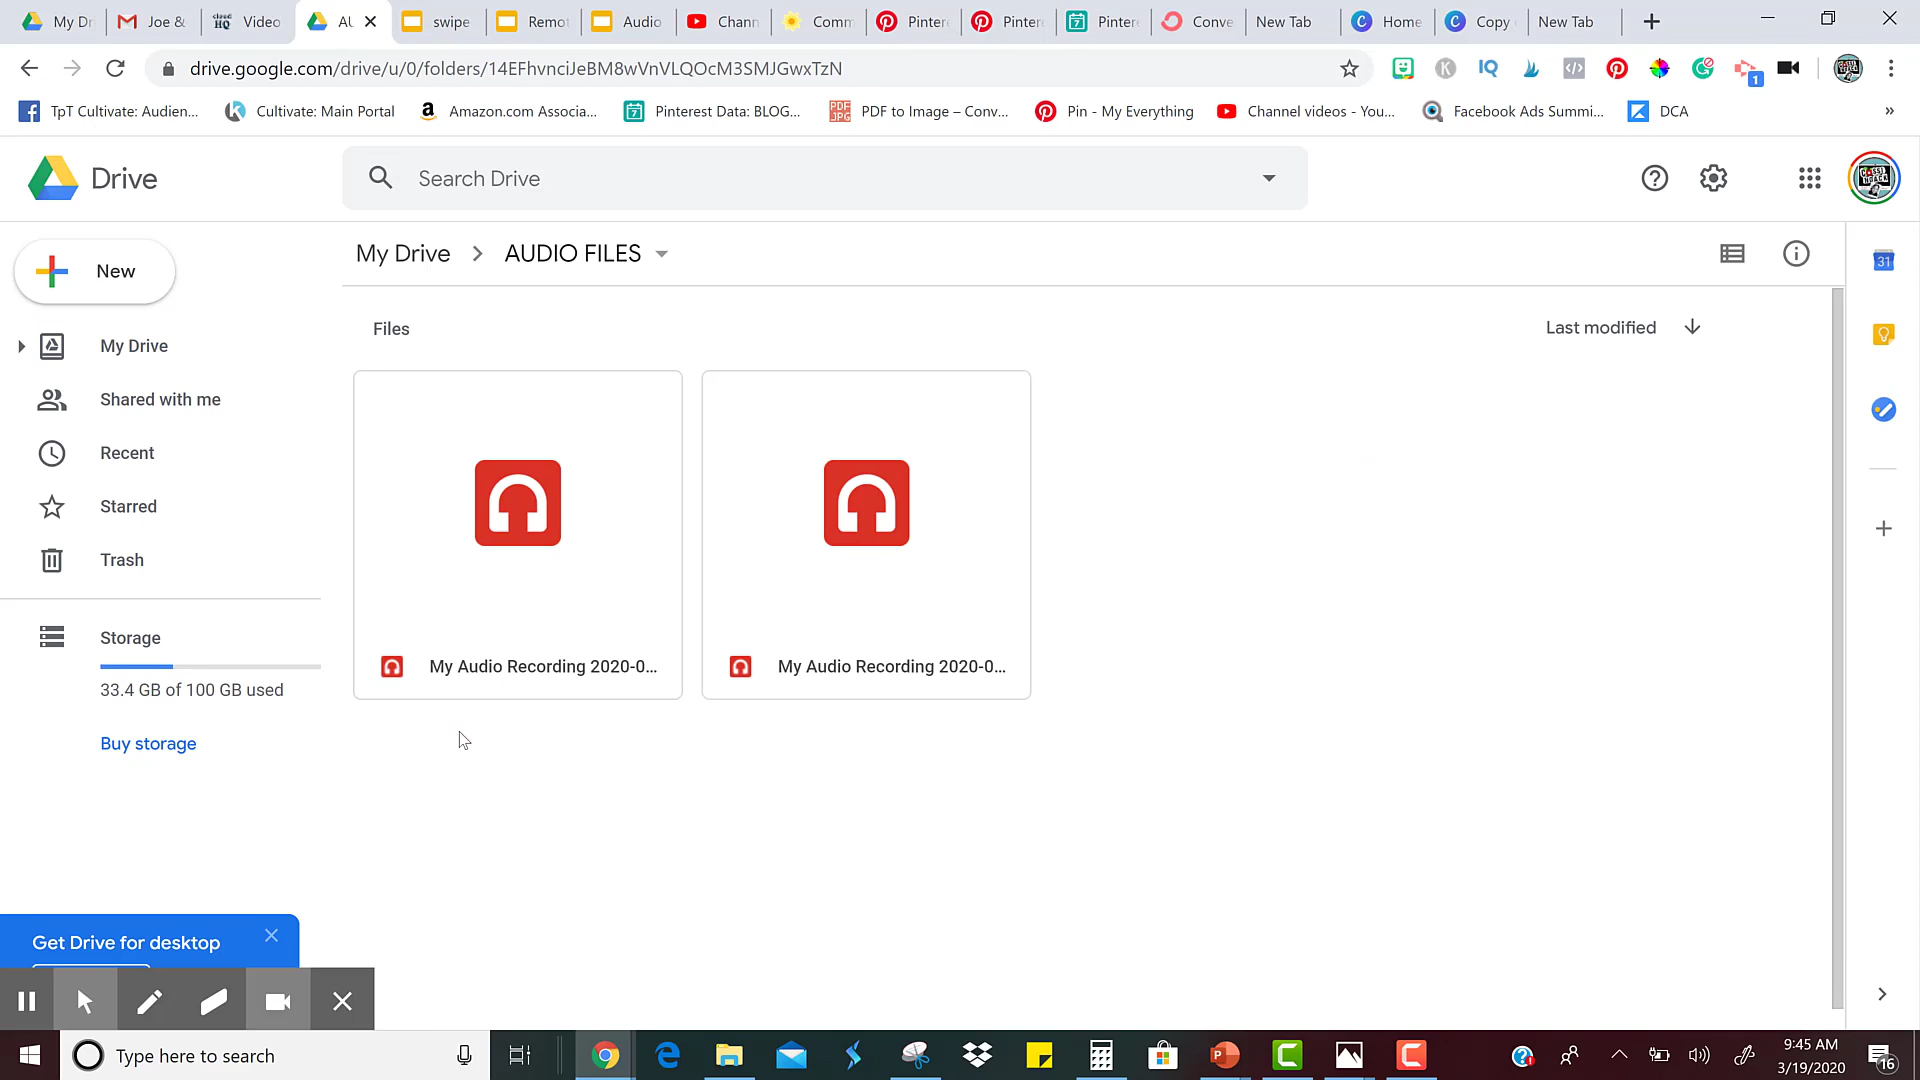 My Dr
Joe &
cloud HQ Video
AU
swipe
Remot
Audio
Chann
Comm
Pinter
Pinter
Pinter
Conve
New Tab
Home
Copy
New Tab
drive.google.com/drive/u/0/folders/14EFhvnciJeBM8wVnVLQOcM3SMJGwxTzN
IQ
1
TpT Cultivate: Audien...
Cultivate: Main Portal
Amazon.com Associa...
Pinterest Data: BLOG...
PDF to Image – Conv...
Pin - My Everything
Channel videos - You...
Facebook Ads Summi...
DCA
»
Drive
Search Drive
New
My Drive
Shared with me
Recent
Starred
Trash
Storage
33.4 GB of 100 GB used
Buy storage
My Drive > AUDIO FILES
Files
Last modified
My Audio Recording 2020-0...
My Audio Recording 2020-0...
31
Get Drive for desktop
Type here to search
9:45 AM
3/19/2020
16